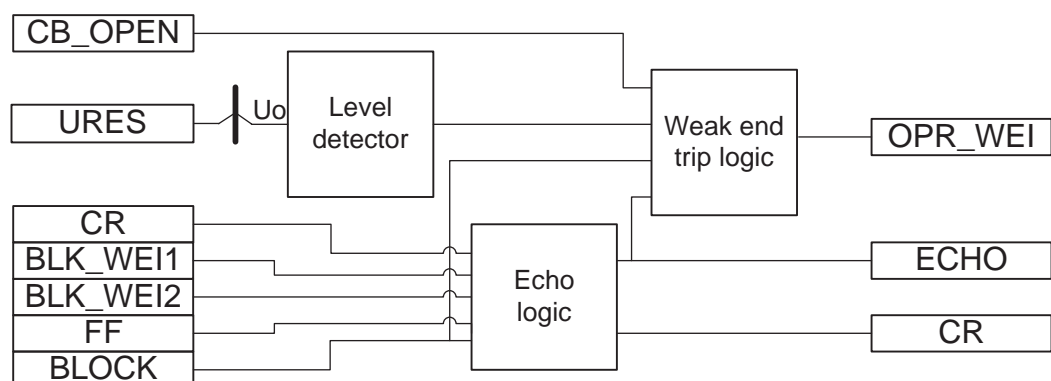 CB_OPEN
URES
Uo
Level
detector
Weak end
trip logic
OPR_WEI
CR
BLK_WEI1
BLK_WEI2
FF
BLOCK
Echo
logic
ECHO
CR